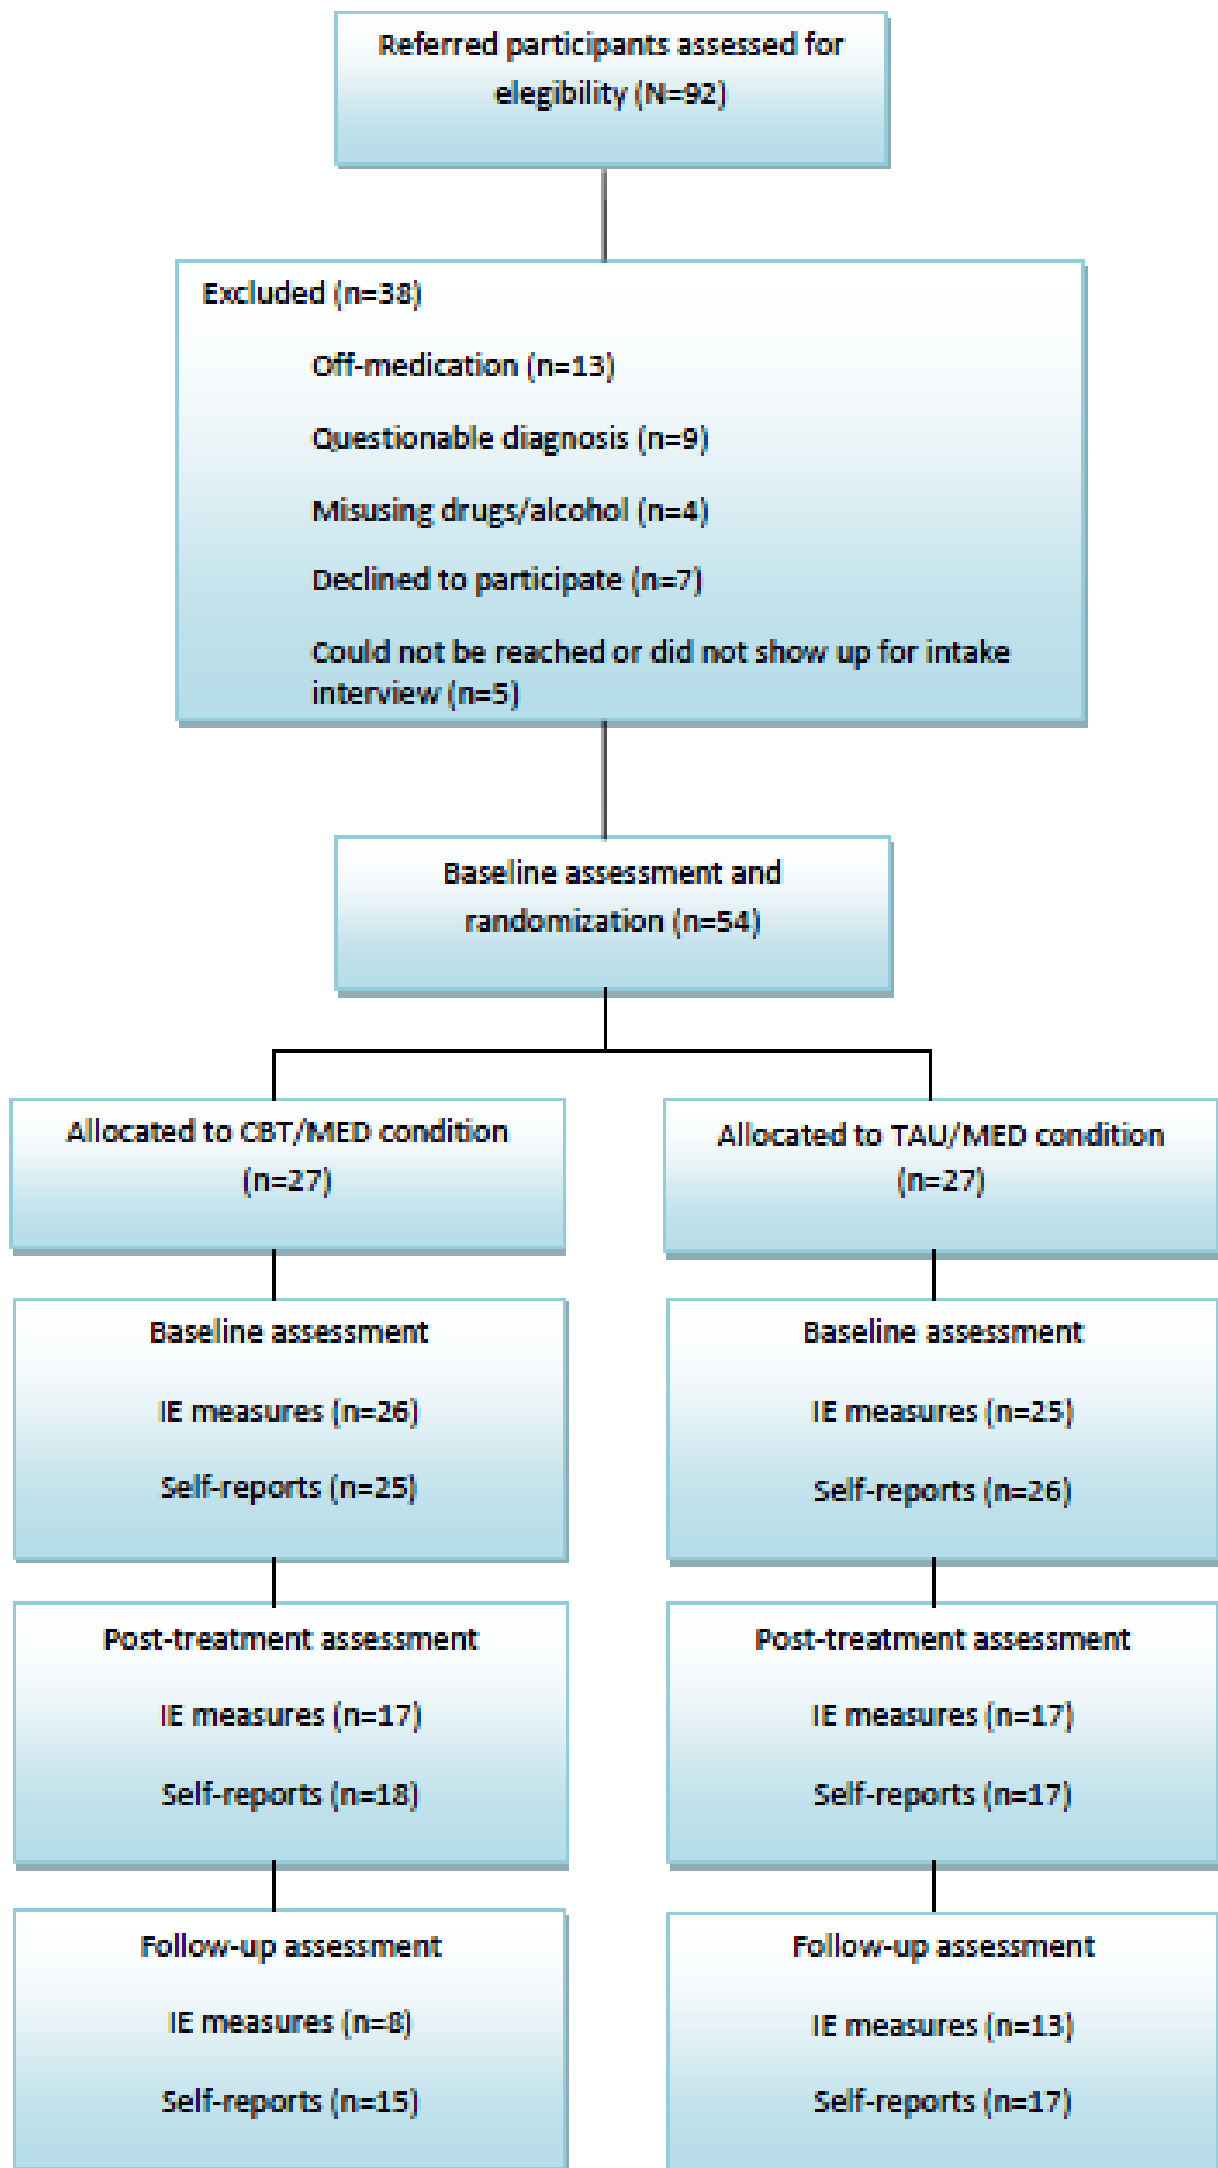 Referred participants assessed for
elegibility (N=92)
Excluded (n=38)
Off-medication (n=13)
Questionable diagnosis (n=9)
Misusing drugs/alcohol (n=4)
Declined to participate (n=7)
Could not be reached or did not show up for intake
interview (n=5)
Baseline assessment and
randomization (n=54)
Allocated to CBT/MED condition
(n=27)
Baseline assessment
IE measures (n=26)
Self-reports (n=25)
Post-treatment assessment
IE measures (n=17)
Self-reports (n=18)
Follow-up assessment
IE measures (n=8)
Self-reports (n=15)
Allocated to TAU/MED condition
(n=27)
Baseline assessment
IE measures (n=25)
Self-reports (n=26)
Post-treatment assessment
IE measures (n=17)
Self-reports (n=17)
Follow-up assessment
IE measures (n=13)
Self-reports (n=17)